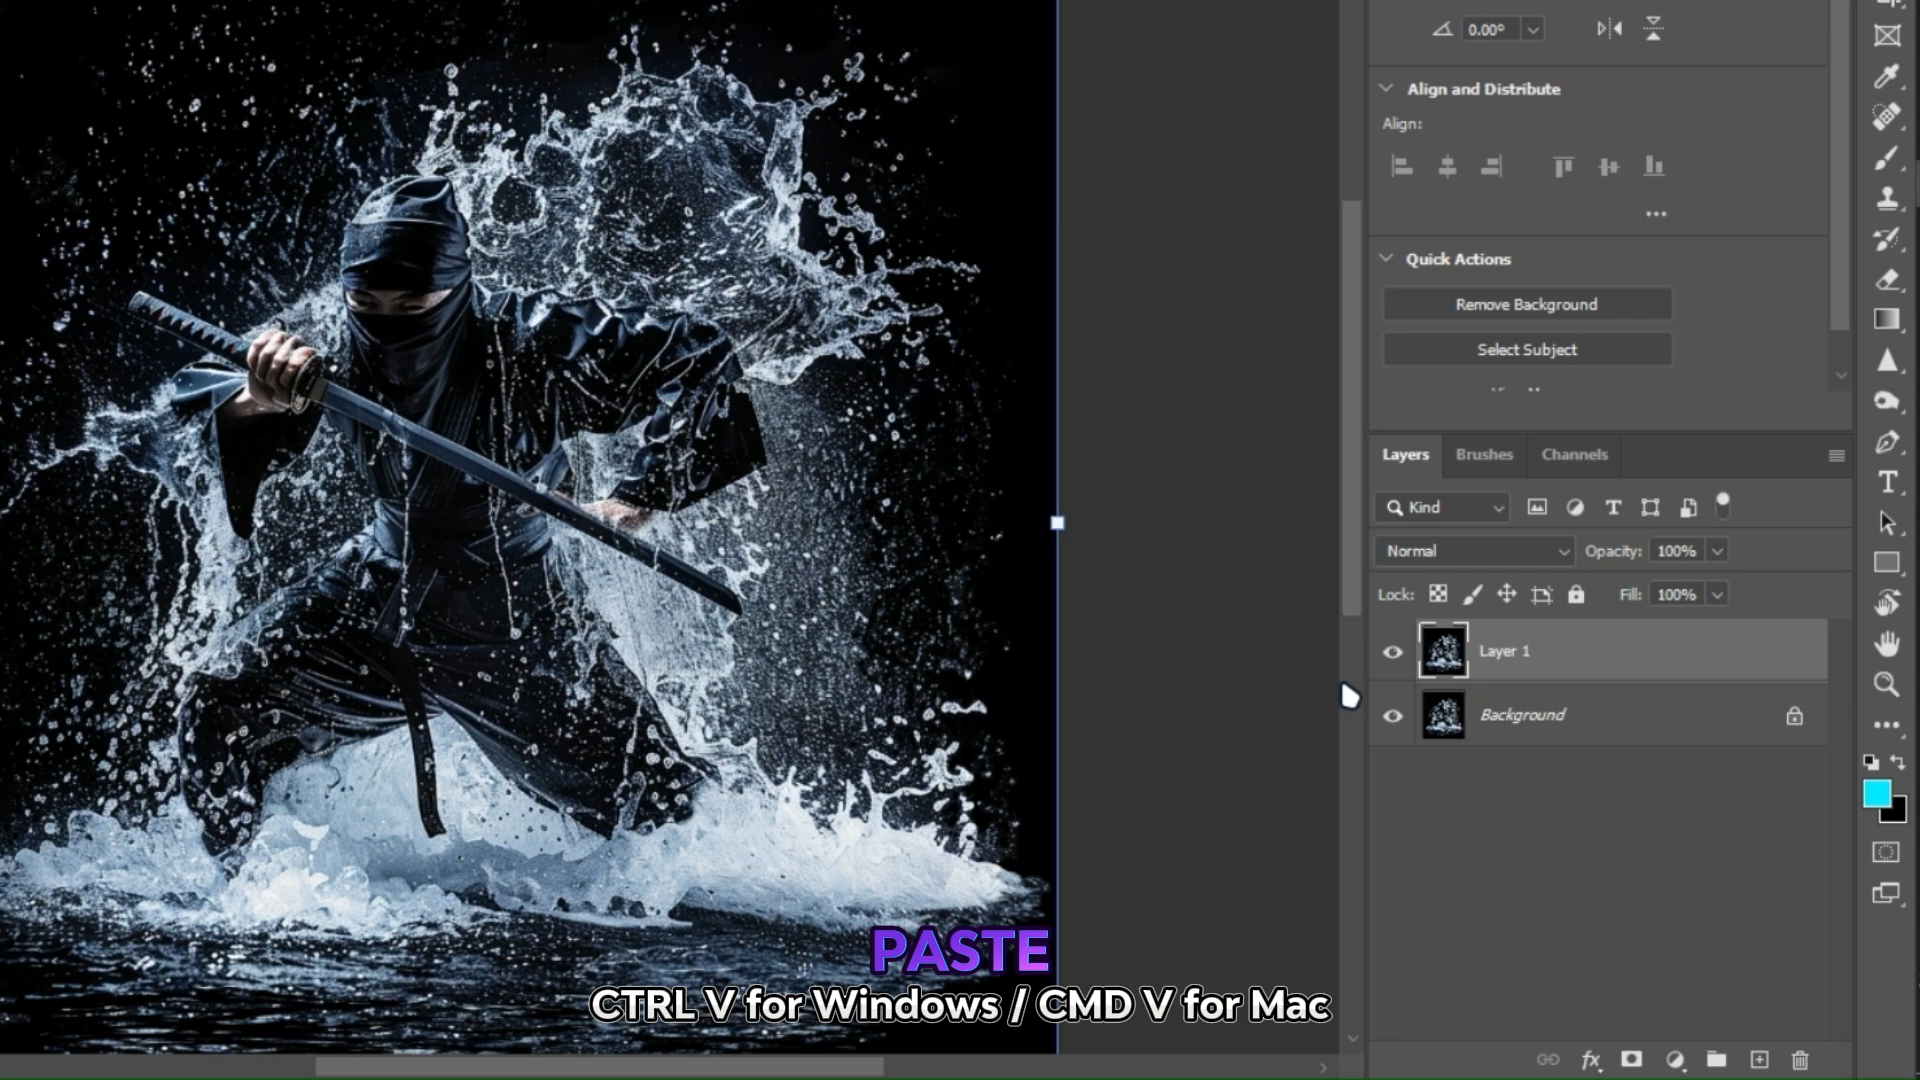 0.00°
Align and Distribute
Align:
Quick Actions
Remove Background
Select Subject
Layers Brushes Channels
Kind
Normal Opacity: 100%
Lock: Fill: 100%
Layer 1
Background
PASTE
CTRL V for Windows / CMD V for Mac